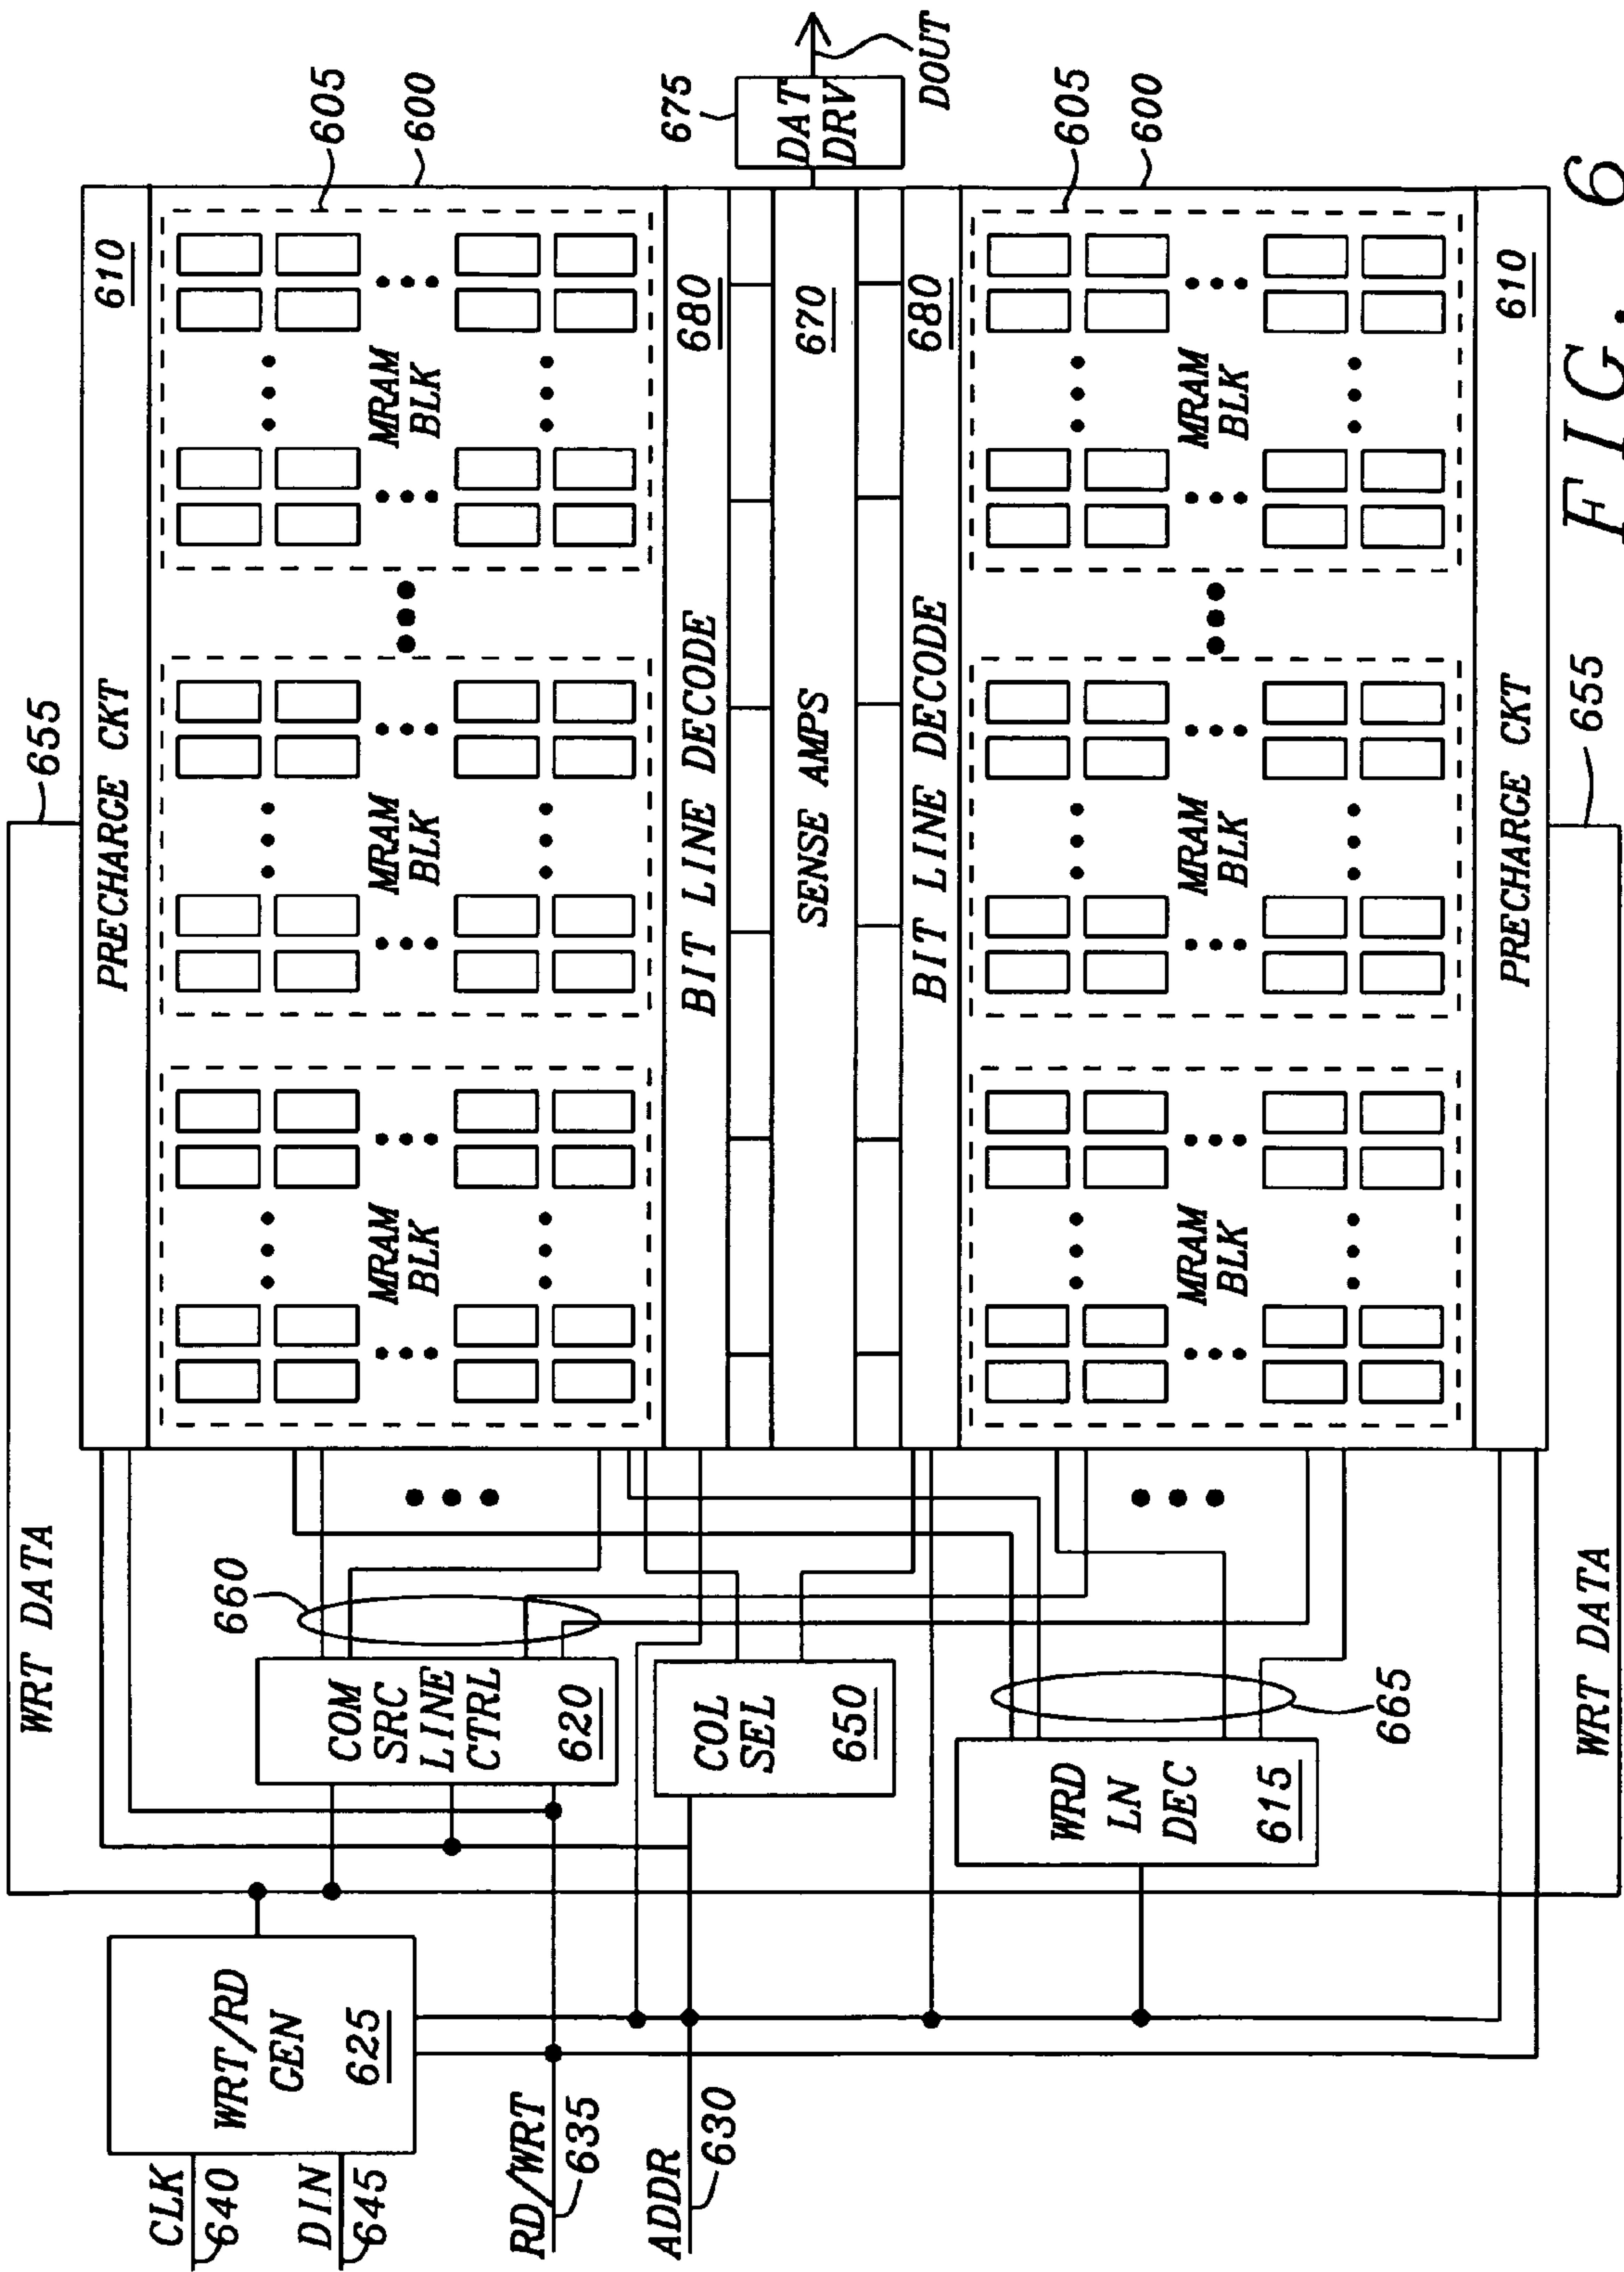 CLK
640
DIN
645
RD/WRT
635
ADDR
630
WRT/RD
GEN
625
WRT DATA
655
COM
SRC
LINE
CTRL
620
660
COL
SEL
650
WRD
LN
DEC
615
665
PRECHARGE CKT
610
MRAM
BLK
MRAM
BLK
MRAM
BLK
605
600
BIT LINE DECODE
680
SENSE AMPS
670
675
DAT
DRV
DOUT
BIT LINE DECODE
680
MRAM
BLK
MRAM
BLK
MRAM
BLK
605
600
PRECHARGE CKT
610
WRT DATA
655
FIG. 6